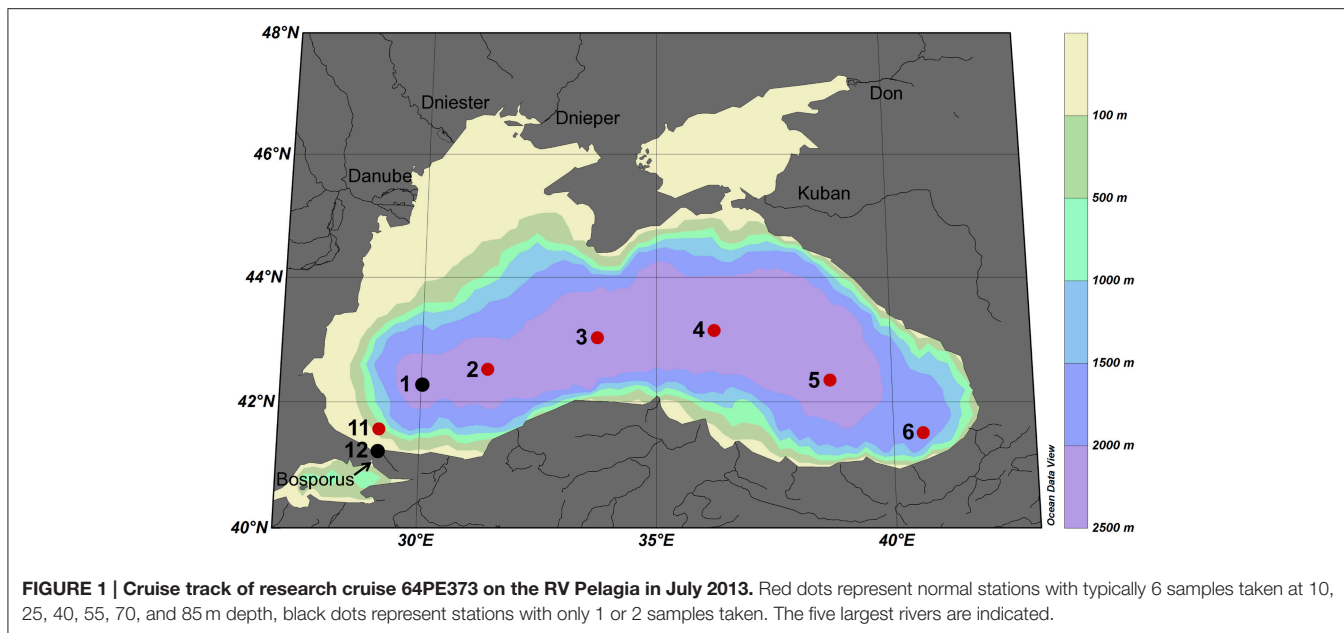 48°N
46°N
44°N
42°N
40°N
30°E
35°E
40°E
Dniester
Dnieper
Don
Danube
Kuban
1
2
3
4
5
6
11
12
Bosporus
100 m
500 m
1000 m
1500 m
2000 m
2500 m
Ocean Data View
FIGURE 1 | Cruise track of research cruise 64PE373 on the RV Pelagia in July 2013. Red dots represent normal stations with typically 6 samples taken at 10,
25, 40, 55, 70, and 85 m depth, black dots represent stations with only 1 or 2 samples taken. The five largest rivers are indicated.